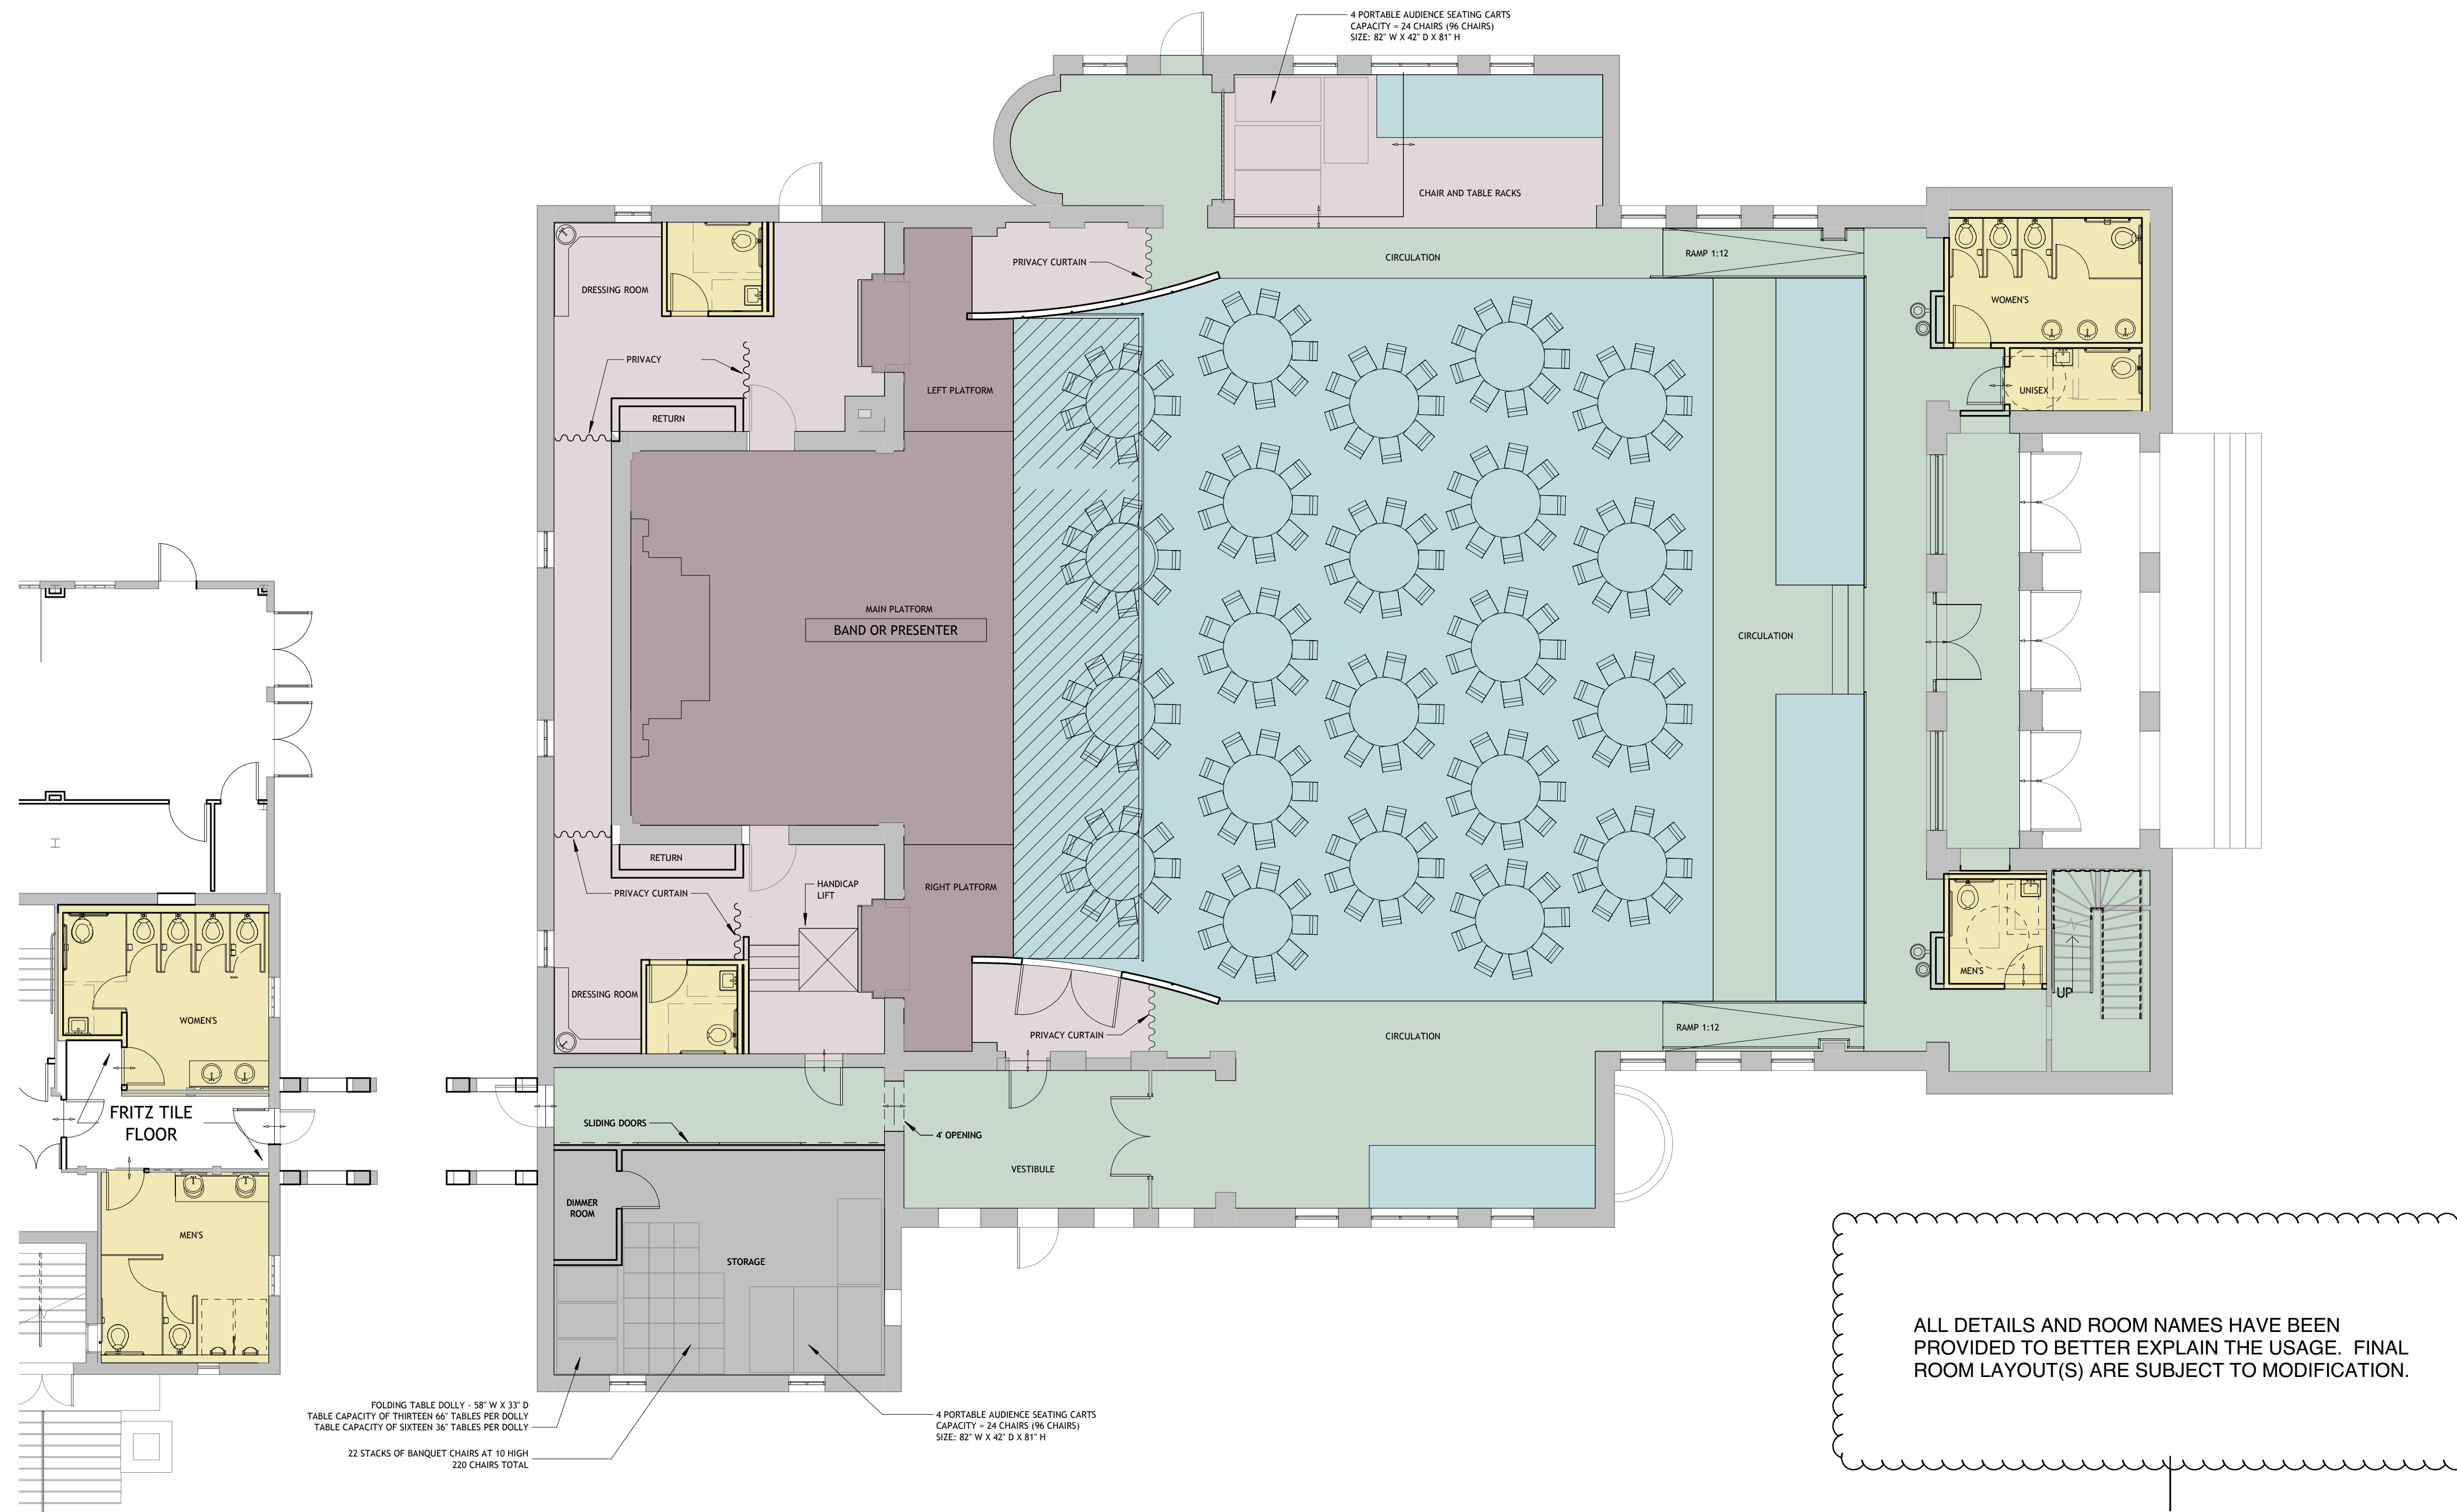 4 PORTABLE AUDIENCE SEATING CARTS
CAPACITY = 24 CHAIRS (96 CHAIRS)
SIZE: 82" W X 42" D X 81" H
CHAIR AND TABLE RACKS
PRIVACY CURTAIN
CIRCULATION
RAMP 1:12
DRESSING ROOM
WOMEN'S
PRIVACY
LEFT PLATFORM
UNISEX
RETURN
MAIN PLATFORM
BAND OR PRESENTER
CIRCULATION
RETURN
HANDICAP
LIFT
RIGHT PLATFORM
PRIVACY CURTAIN
MEN'S
UP
DRESSING ROOM
WOMEN'S
PRIVACY CURTAIN
CIRCULATION
RAMP 1:12
FRITZ TILE
FLOOR
SLIDING DOORS
4' OPENING
VESTIBULE
DIMMER
ROOM
MEN'S
STORAGE
ALL DETAILS AND ROOM NAMES HAVE BEEN
PROVIDED TO BETTER EXPLAIN THE USAGE. FINAL
ROOM LAYOUT(S) ARE SUBJECT TO MODIFICATION.
FOLDING TABLE DOLLY - 58" W X 33" D
TABLE CAPACITY OF THIRTEEN 66" TABLES PER DOLLY
TABLE CAPACITY OF SIXTEEN 36" TABLES PER DOLLY
4 PORTABLE AUDIENCE SEATING CARTS
CAPACITY = 24 CHAIRS (96 CHAIRS)
SIZE: 82" W X 42" D X 81" H
22 STACKS OF BANQUET CHAIRS AT 10 HIGH
220 CHAIRS TOTAL